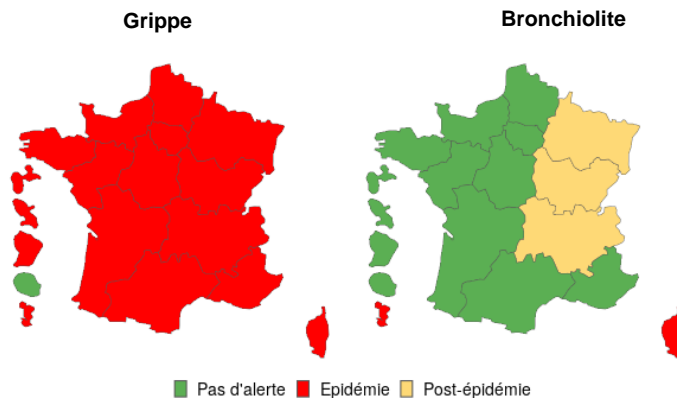 Grippe
Bronchiolite
Pas d'alerte
Epidémie
Post-épidémie